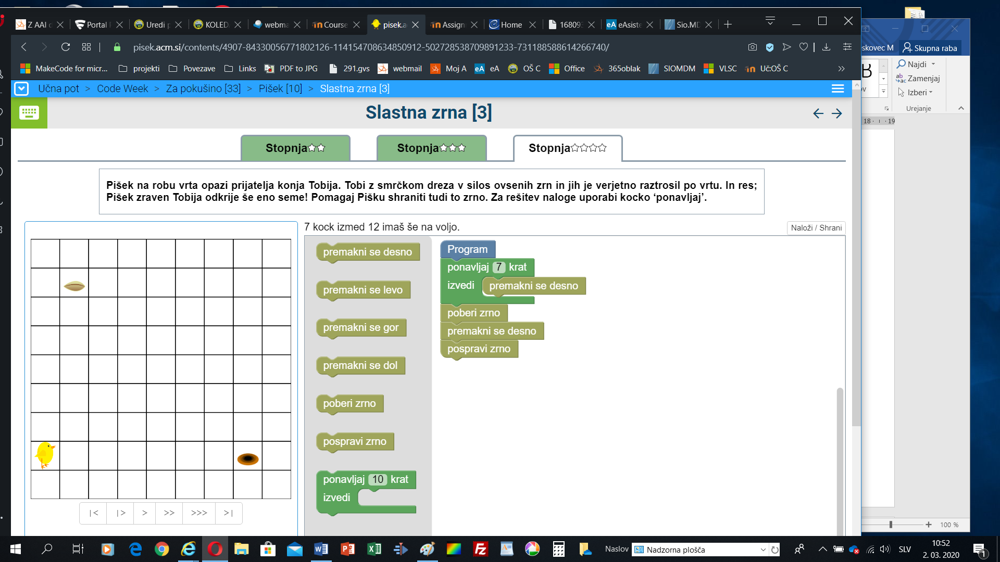 Z AAI
Portal
Uredi
KOLED
webma
Course
pisek.a
Assign
Home
16809
eAsiste
Sio.MD
pisek.acm.si/contents/4907-84330056771802126-114154708634850912-502728538709891233-731188588614266740/
MakeCode for micr...
projekti
Povezave
Links
PDF to JPG
291.gvs
webmail
Moj A
eA
OŠ C
Office
365oblak
SIOMDM
VLSC
Uč:OŠ C
Učna pot > Code Week > Za pokušino [33] > Pišek [10] > Slastna zrna [3]
Slastna zrna [3]
Stopnja
Stopnja
Stopnja
Pišek na robu vrta opazi prijatelja konja Tobija. Tobi z smrčkom dreza v silos ovsenih zrn in jih je verjetno raztrosil po vrtu. In res;
Pišek zraven Tobija odkrije še eno seme! Pomagaj Pišku shraniti tudi to zrno. Za rešitev naloge uporabi kocko ‘ponavljaj’.
7 kock izmed 12 imaš še na voljo.
Naloži / Shrani
premakni se desno
premakni se levo
premakni se gor
premakni se dol
poberi zrno
pospravi zrno
ponavljaj 10 krat
izvedi
Program
ponavljaj 7 krat
izvedi premakni se desno
poberi zrno
premakni se desno
pospravi zrno
|< |> > >> >>> >|
skovec M
Skupna raba
Najdi
Zamenjaj
Izberi
Urejanje
18 19
100 %
Naslov
Nadzorna plošča
SLV
10:52
2. 03. 2020
1